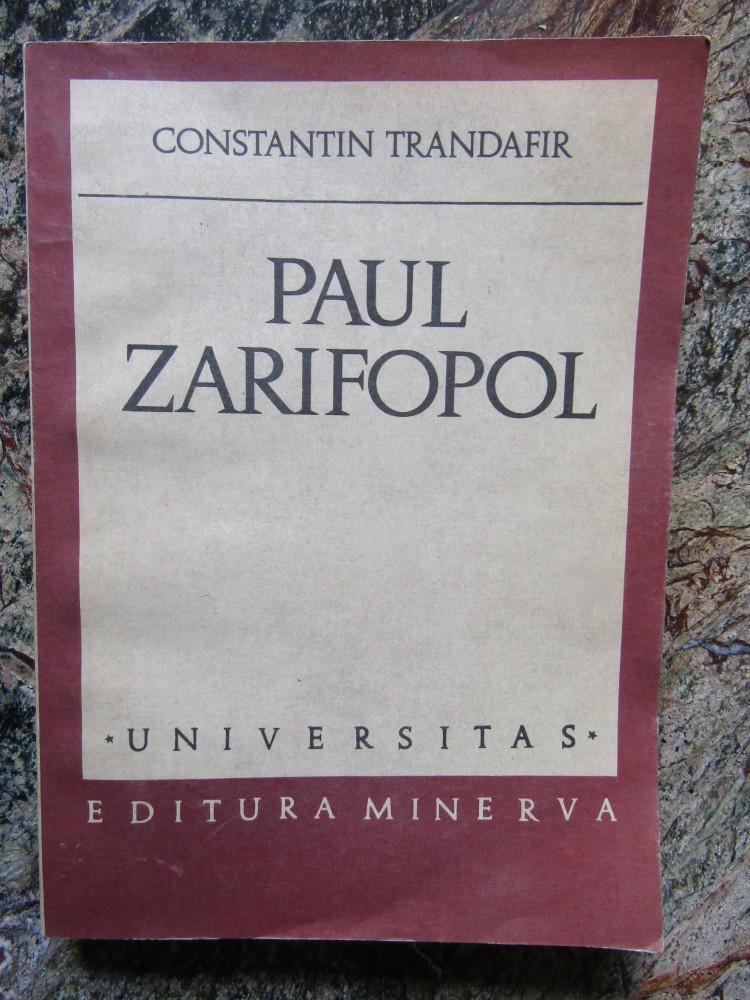 CONSTANTIN TRANDAFIR
PAUL
ZARIFOPOL
* UNIVERSITAS *
EDITURA MINERVA